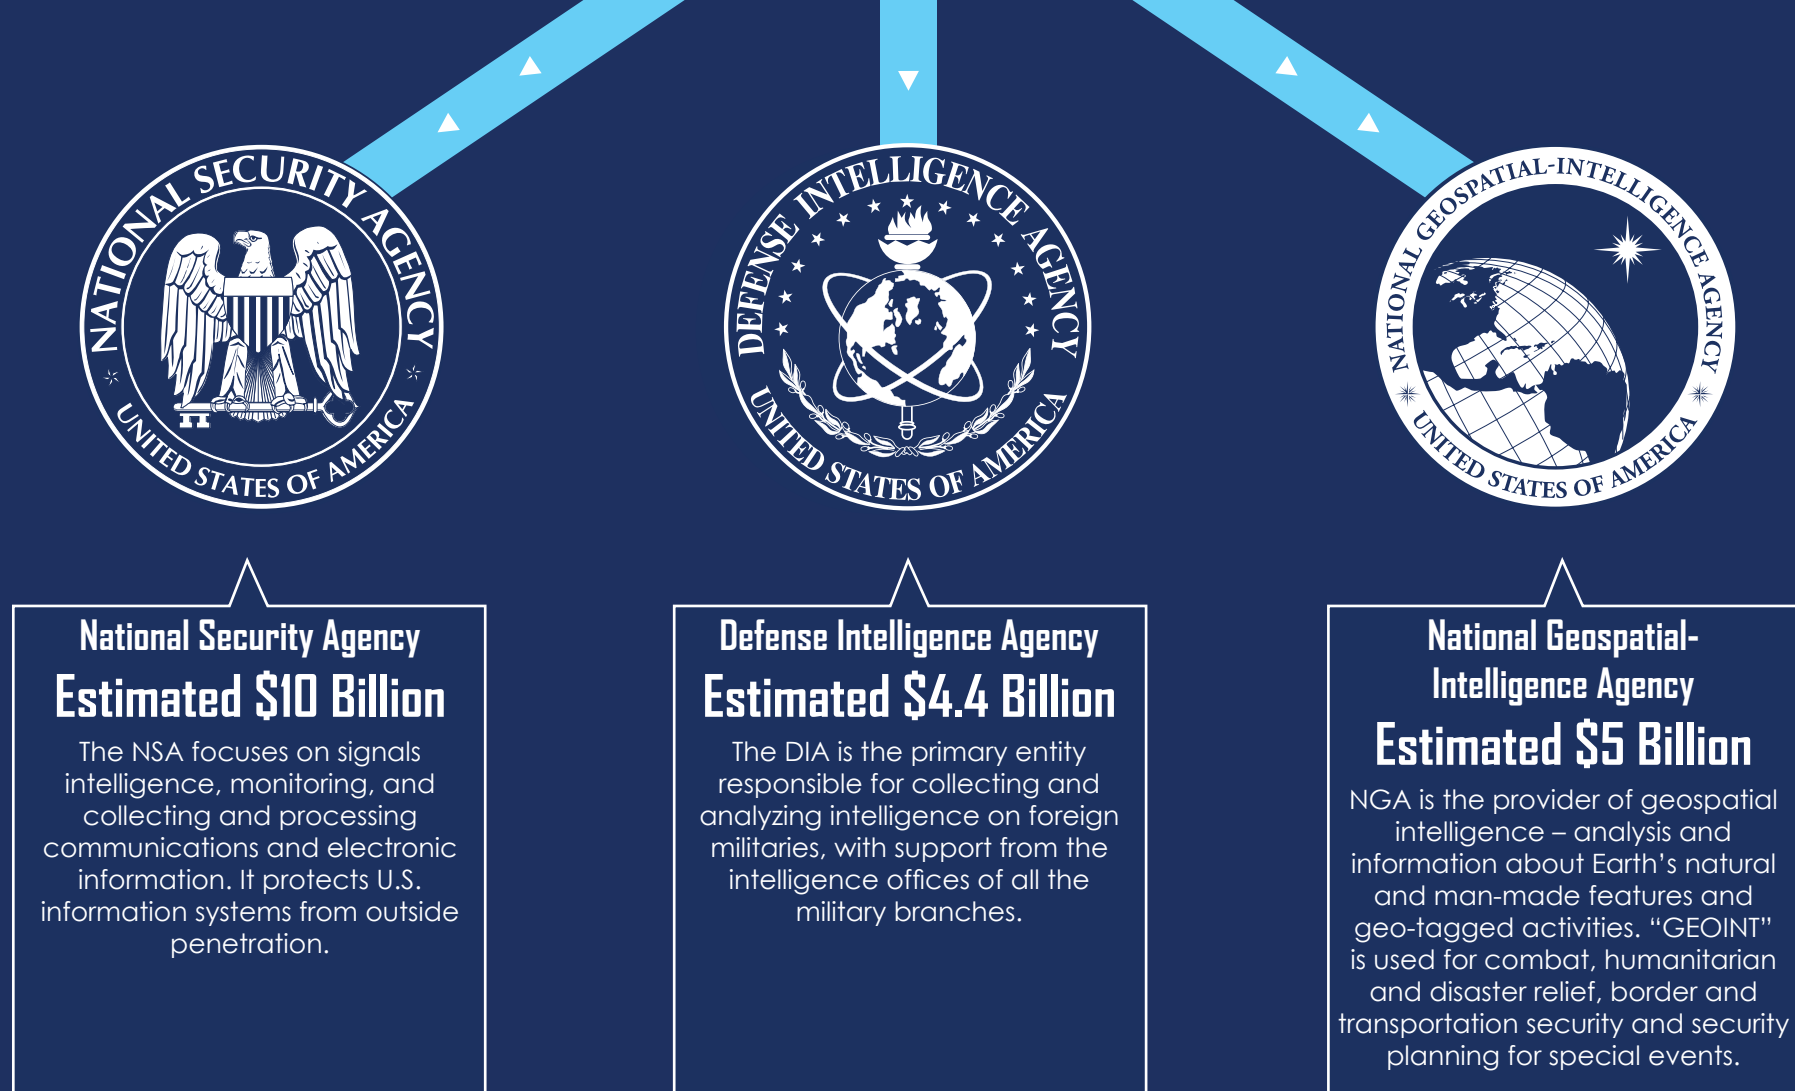 NATIONAL SECURITY AGENCY
UNITED STATES OF AMERICA
DEFENSE INTELLIGENCE AGENCY
UNITED STATES OF AMERICA
NATIONAL GEOSPATIAL-INTELLIGENCE AGENCY
UNITED STATES OF AMERICA
National Security Agency
Estimated $10 Billion
The NSA focuses on signals
intelligence, monitoring, and
collecting and processing
communications and electronic
information. It protects U.S.
information systems from outside
penetration.
Defense Intelligence Agency
Estimated $4.4 Billion
The DIA is the primary entity
responsible for collecting and
analyzing intelligence on foreign
militaries, with support from the
intelligence offices of all the
military branches.
National Geospatial-
Intelligence Agency
Estimated $5 Billion
NGA is the provider of geospatial
intelligence – analysis and
information about Earth’s natural
and man-made features and
geo-tagged activities. “GEOINT”
is used for combat, humanitarian
and disaster relief, border and
transportation security and security
planning for special events.